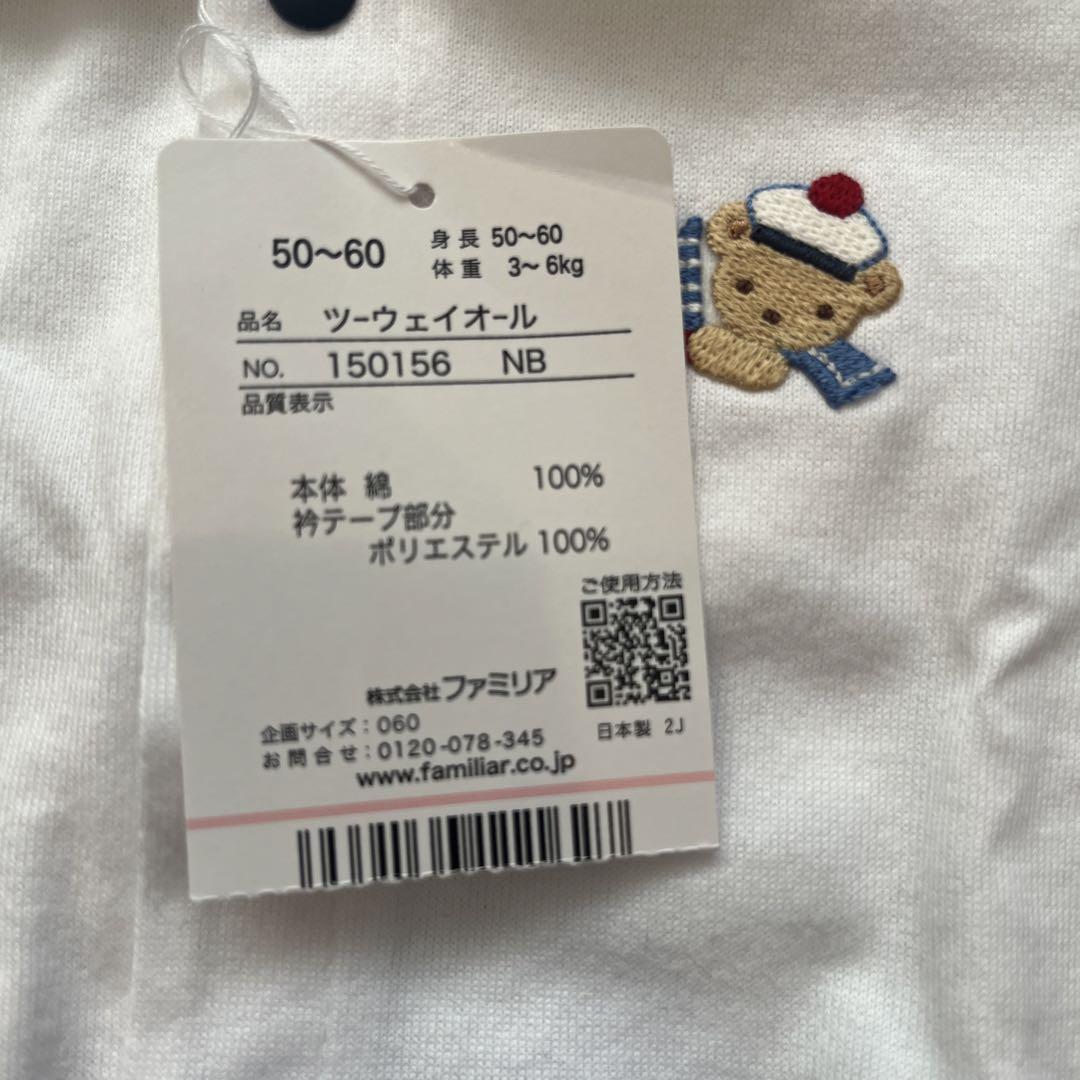 50〜60
身長 50〜60
体重 3〜6kg
品名 ツーウェイオール
NO. 150156 NB
品質表示
本体 綿 100%
衿テープ部分
ポリエステル 100%
ご使用方法
株式会社ファミリア
企画サイズ：060
日本製 2J
お問合せ：0120-078-345
www.familiar.co.jp